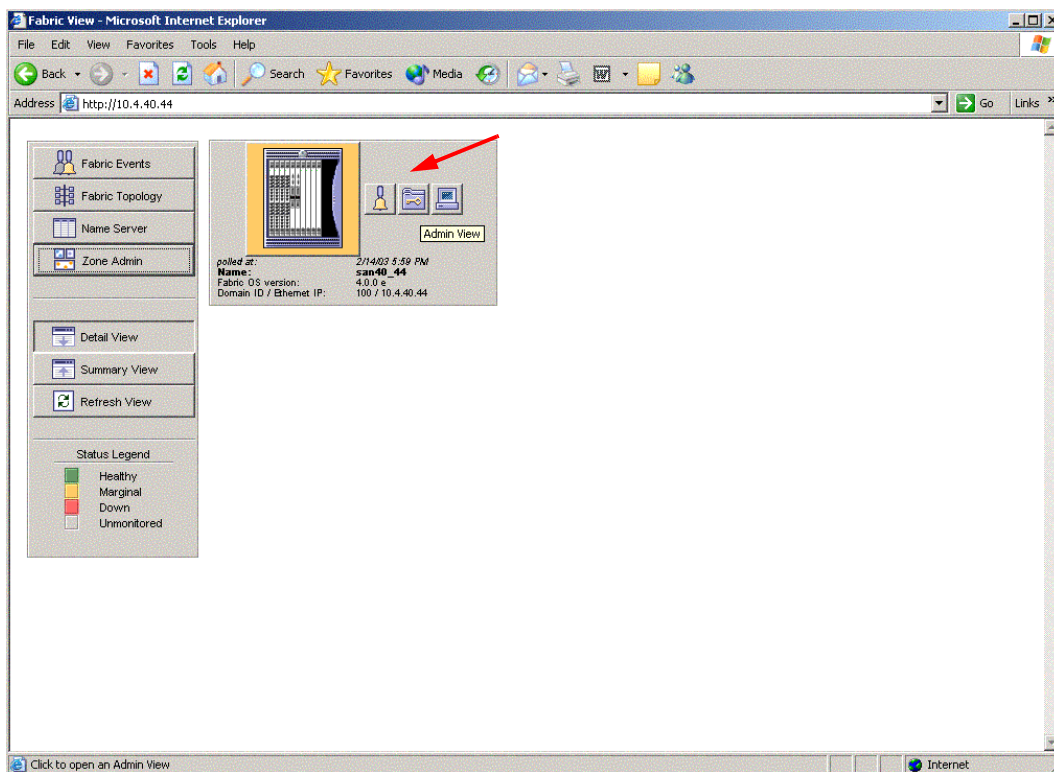 Fabric View - Microsoft Internet Explorer
File Edit View Favorites Tools Help
Back Search Favorites Media
Address http://10.4.40.44 Go Links »
Fabric Events
Fabric Topology
Name Server
Zone Admin
Detail View
Summary View
Refresh View
Status Legend
Healthy
Marginal
Down
Unmonitored
Admin View
polled at: 2/14/03 5:59 PM
Name: san40_44
Fabric OS version: 4.0.0 e
Domain ID / Ethernet IP: 100 / 10.4.40.44
Click to open an Admin View Internet